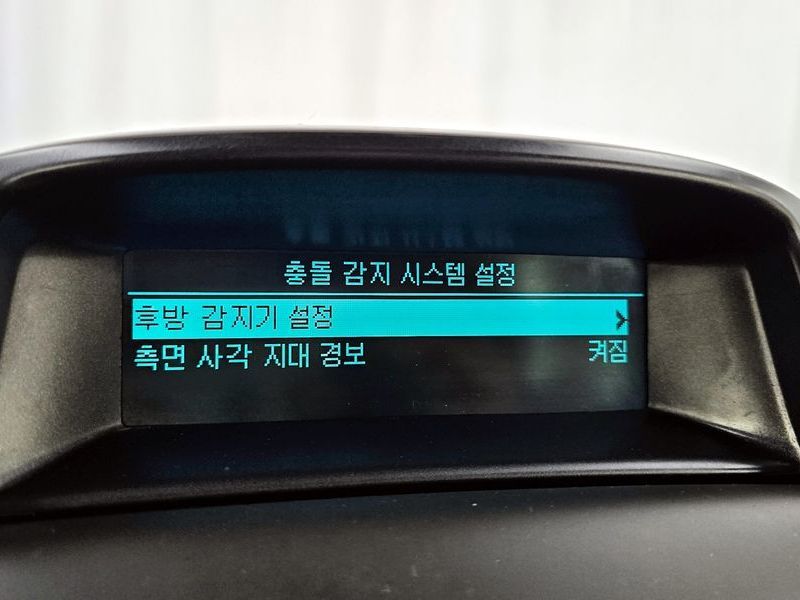 충돌 감지 시스템 설정
후방 감지기 설정 >
측면 사각 지대 경보 켜짐